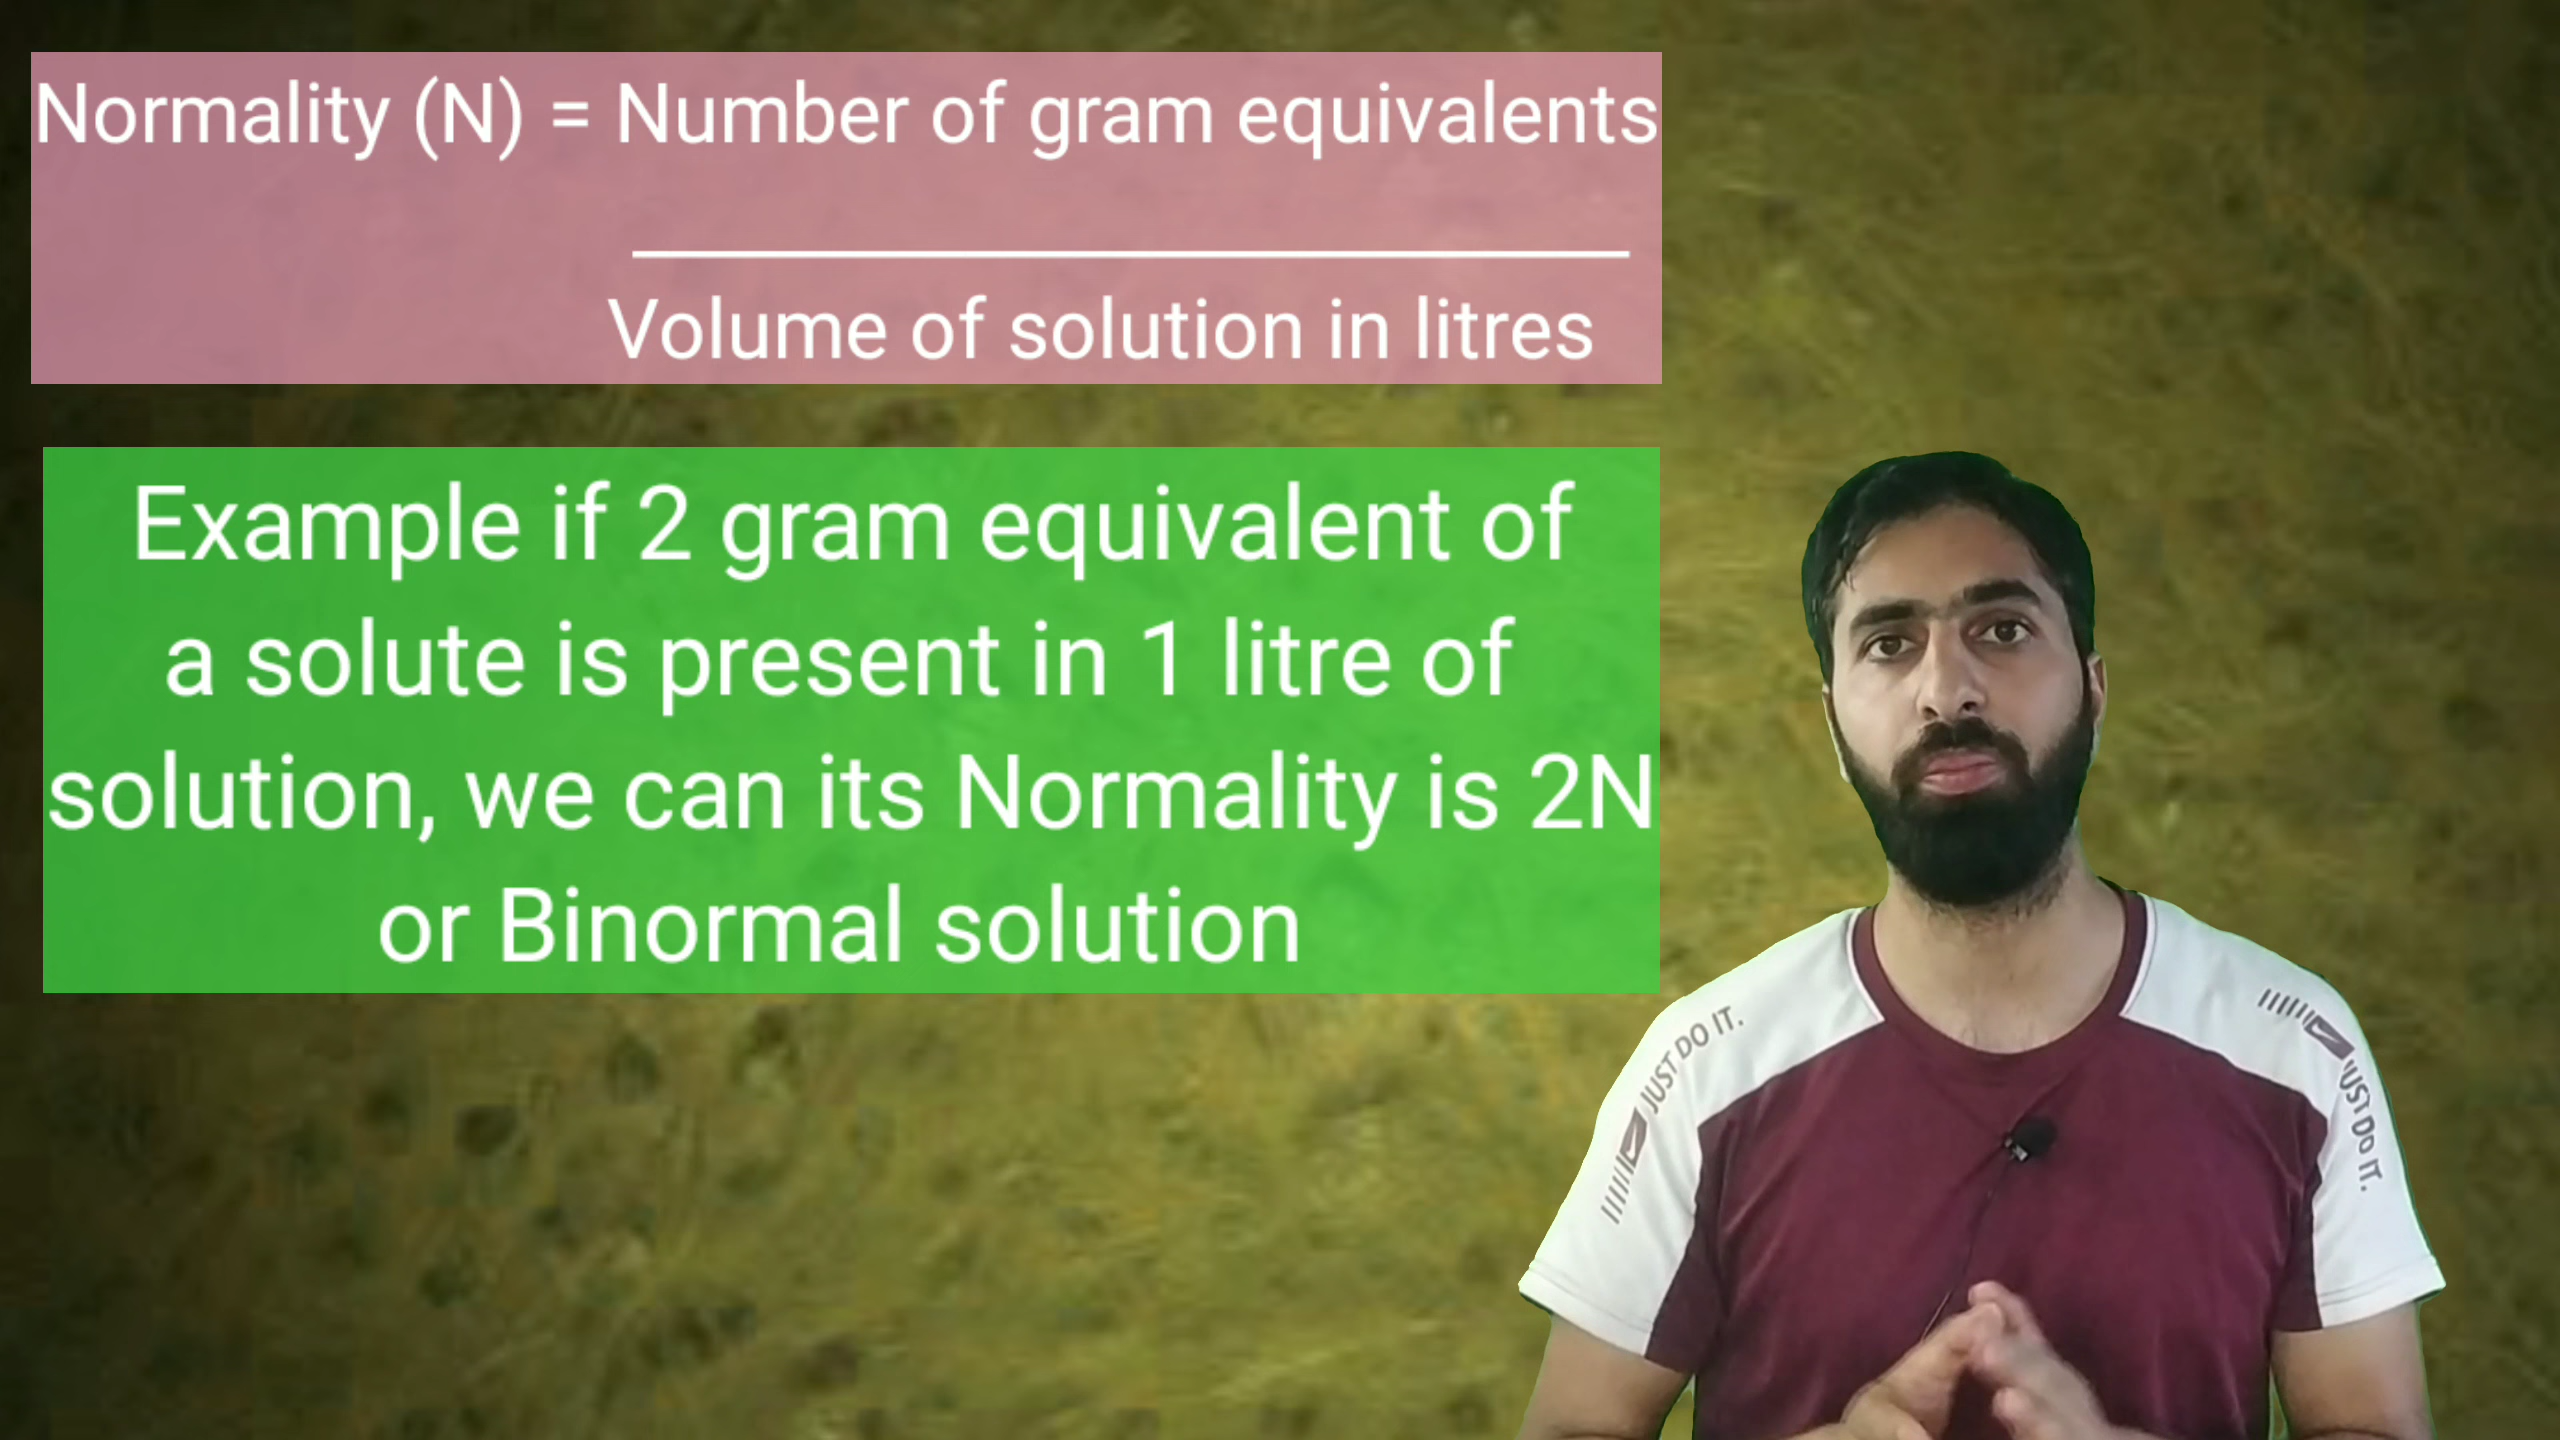 Normality (N) = Number of gram equivalents
Volume of solution in litres
Example if 2 gram equivalent of
a solute is present in 1 litre of
solution, we can its Normality is 2N
or Binormal solution
JUST DO IT.
JUST DO IT.